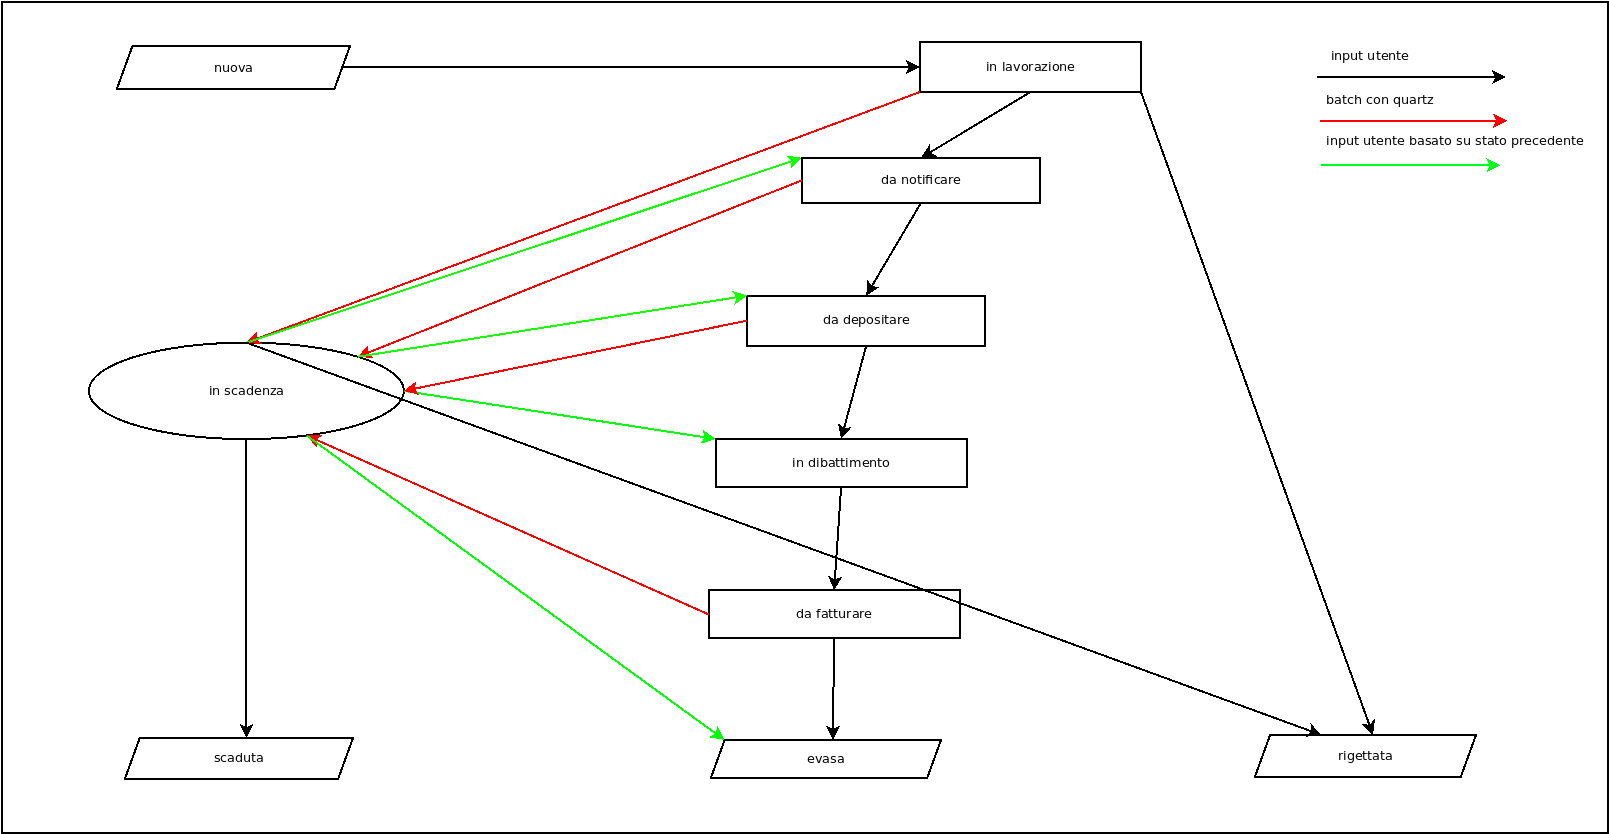 nuova
in lavorazione
input utente
batch con quartz
input utente basato su stato precedente
da notificare
da depositare
in scadenza
in dibattimento
da fatturare
scaduta
evasa
rigettata